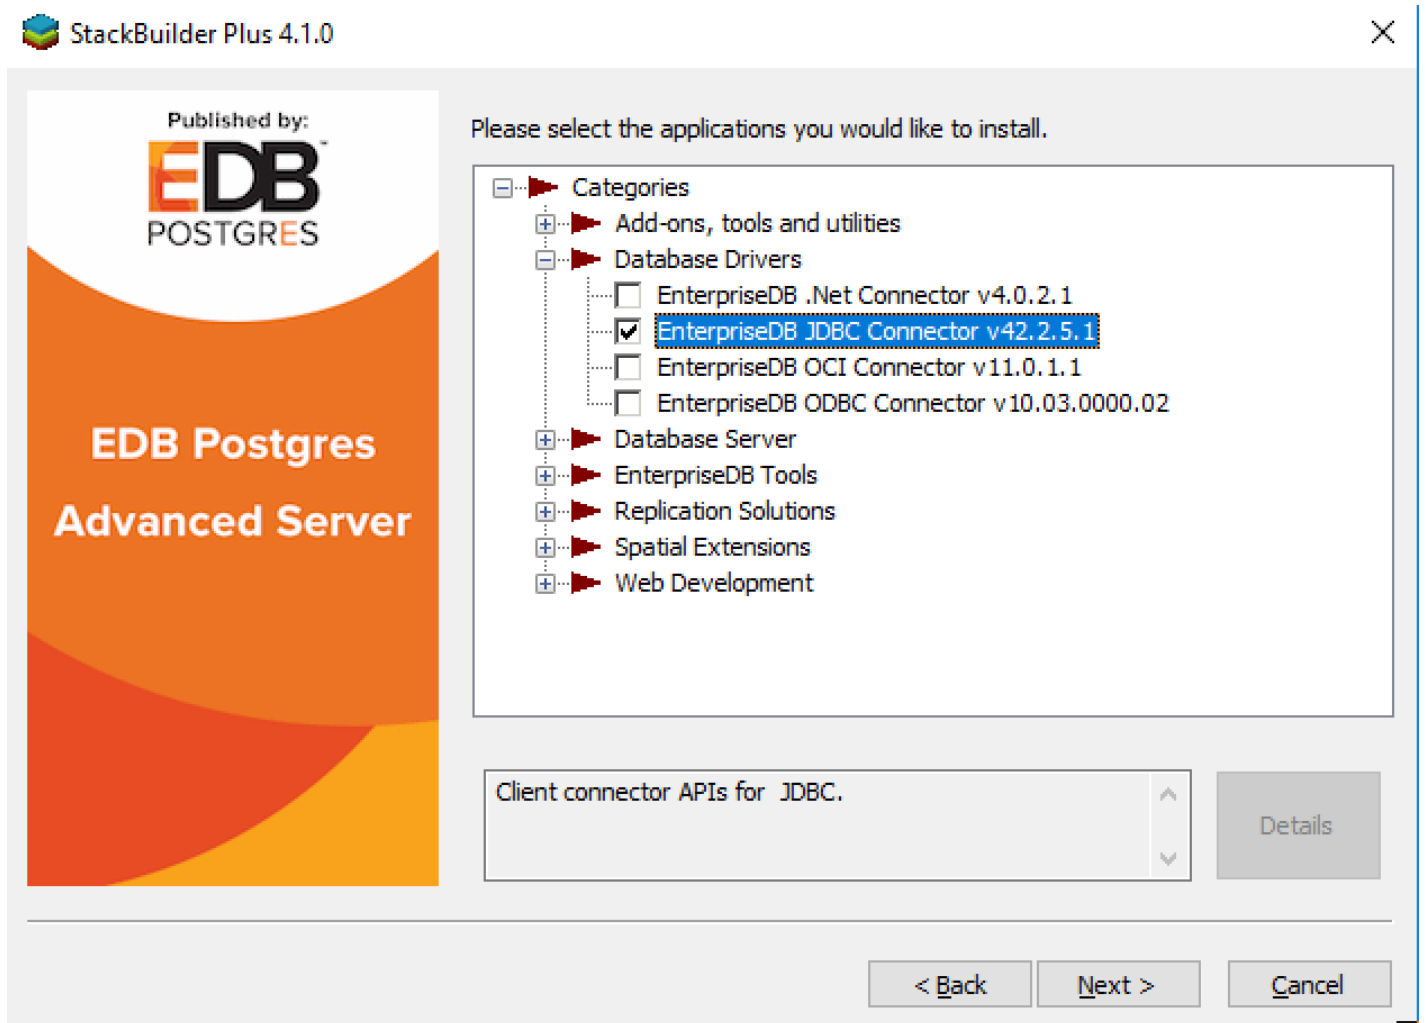 StackBuilder Plus 4.1.0
Published by:
EDB™
POSTGRES
EDB Postgres
Advanced Server
Please select the applications you would like to install.
Categories
Add-ons, tools and utilities
Database Drivers
EnterpriseDB .Net Connector v4.0.2.1
EnterpriseDB JDBC Connector v42.2.5.1
EnterpriseDB OCI Connector v11.0.1.1
EnterpriseDB ODBC Connector v10.03.0000.02
Database Server
EnterpriseDB Tools
Replication Solutions
Spatial Extensions
Web Development
Client connector APIs for  JDBC.
Details
< Back
Next >
Cancel